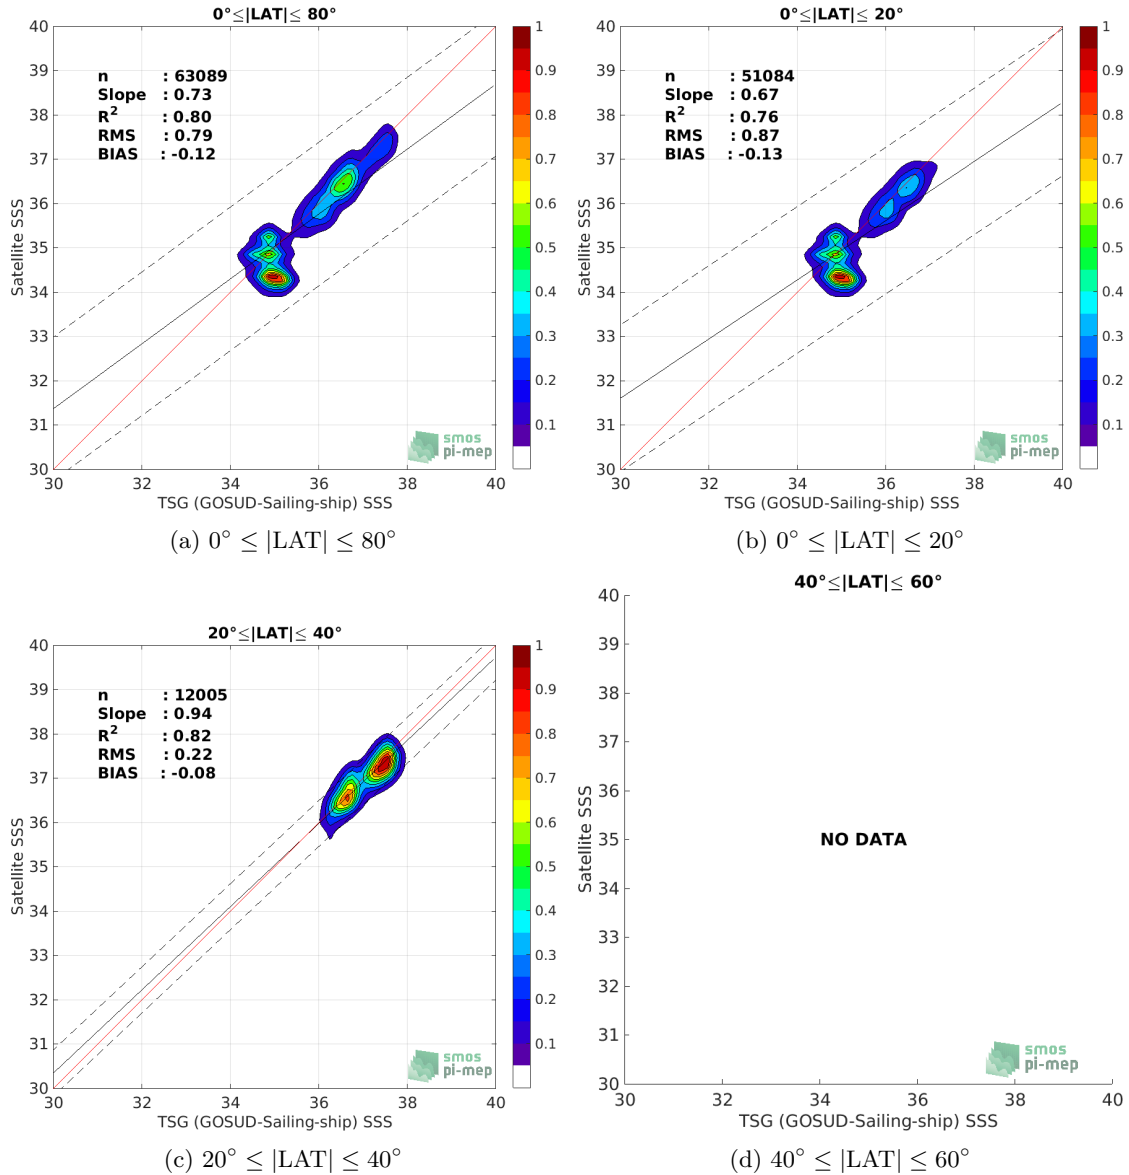 0°≤|LAT|≤ 80°
n : 63089
Slope : 0.73
R² : 0.80
RMS : 0.79
BIAS : -0.12
40
39
38
37
36
35
34
33
32
31
30
Satellite SSS
30 32 34 36 38 40
TSG (GOSUD-Sailing-ship) SSS
1
0.9
0.8
0.7
0.6
0.5
0.4
0.3
0.2
0.1
smos
pi-mep
(a) 0° ≤ |LAT| ≤ 80°
0°≤|LAT|≤ 20°
n : 51084
Slope : 0.67
R² : 0.76
RMS : 0.87
BIAS : -0.13
40
39
38
37
36
35
34
33
32
31
30
Satellite SSS
30 32 34 36 38 40
TSG (GOSUD-Sailing-ship) SSS
1
0.9
0.8
0.7
0.6
0.5
0.4
0.3
0.2
0.1
smos
pi-mep
(b) 0° ≤ |LAT| ≤ 20°
20°≤|LAT|≤ 40°
n : 12005
Slope : 0.94
R² : 0.82
RMS : 0.22
BIAS : -0.08
40
39
38
37
36
35
34
33
32
31
30
Satellite SSS
30 32 34 36 38 40
TSG (GOSUD-Sailing-ship) SSS
1
0.9
0.8
0.7
0.6
0.5
0.4
0.3
0.2
0.1
smos
pi-mep
(c) 20° ≤ |LAT| ≤ 40°
40°≤|LAT|≤ 60°
40
39
38
37
36
35
34
33
32
31
30
Satellite SSS
NO DATA
30 32 34 36 38 40
TSG (GOSUD-Sailing-ship) SSS
smos
pi-mep
(d) 40° ≤ |LAT| ≤ 60°